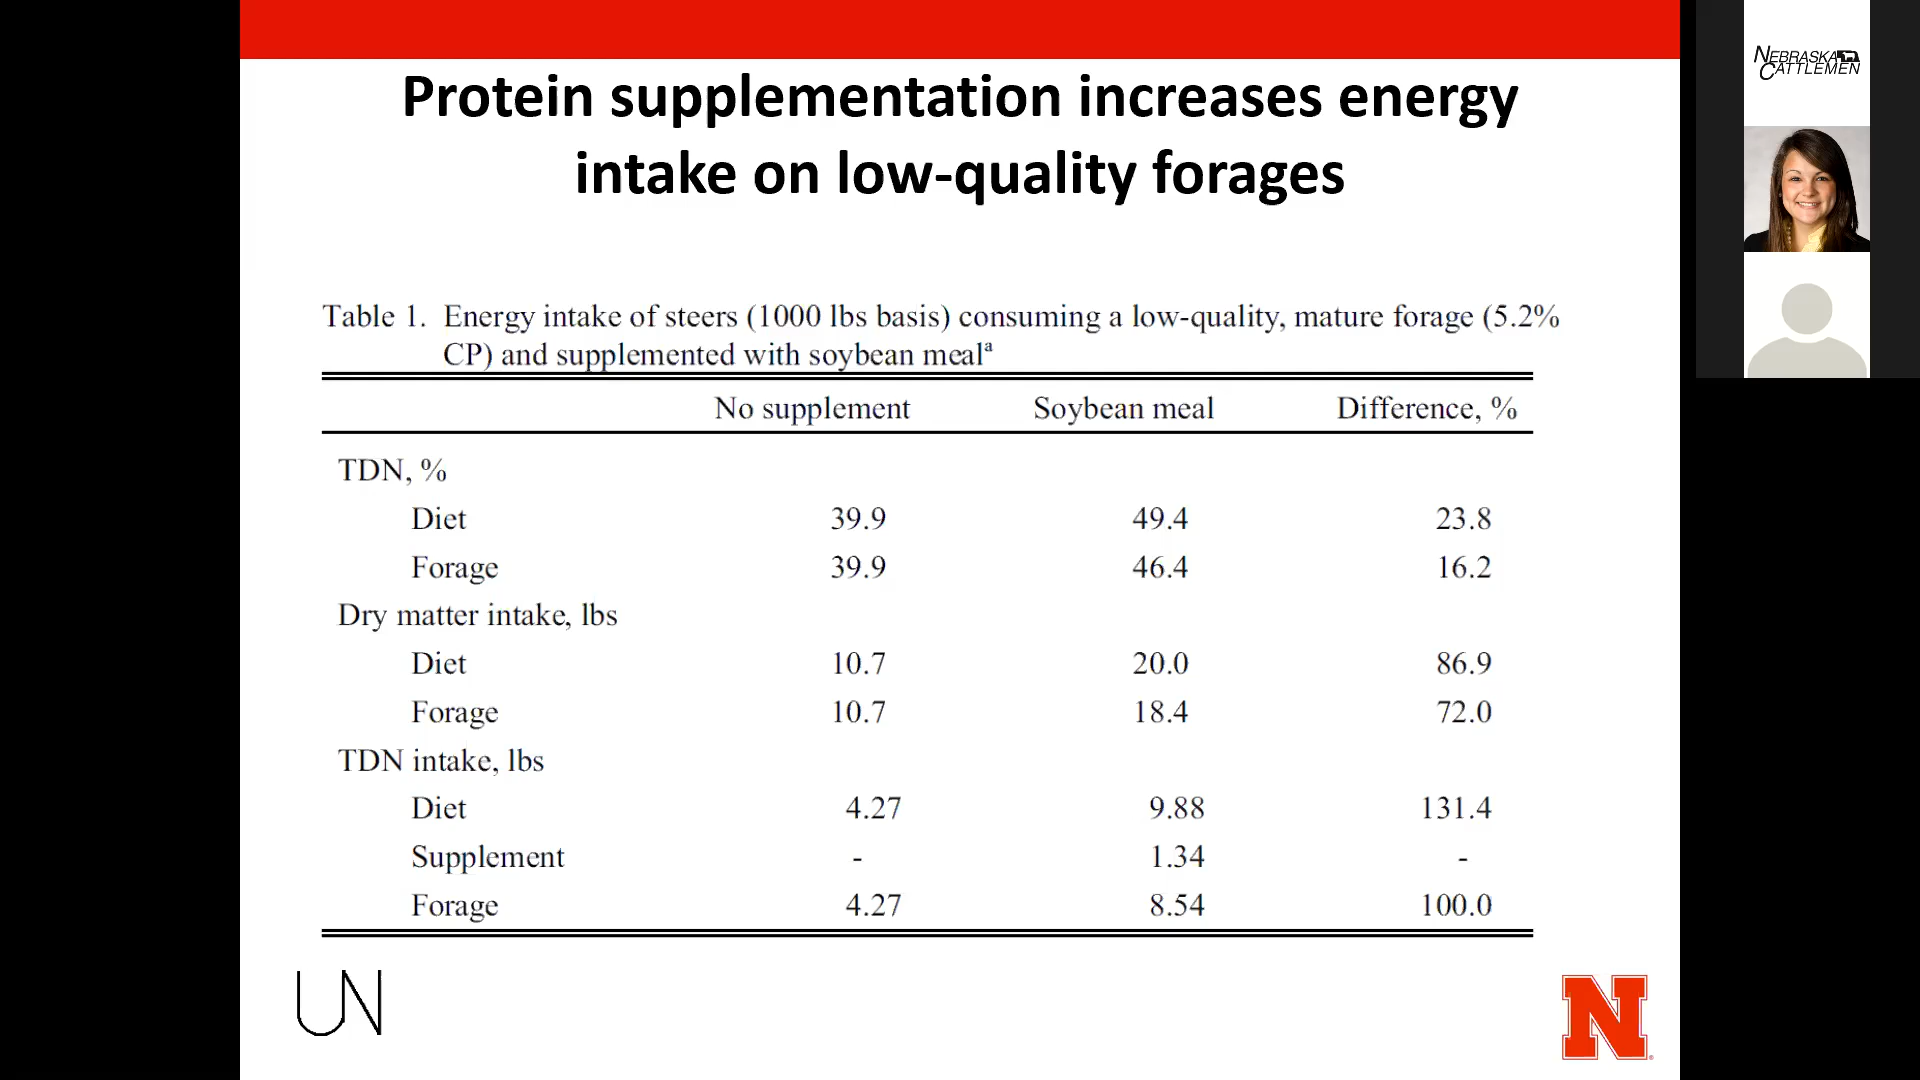 Protein supplementation increases energy
intake on low-quality forages
Table 1. Energy intake of steers (1000 lbs basis) consuming a low-quality, mature forage (5.2%
CP) and supplemented with soybean mealᵃ
No supplement Soybean meal Difference, %
TDN, %
Diet 39.9 49.4 23.8
Forage 39.9 46.4 16.2
Dry matter intake, lbs
Diet 10.7 20.0 86.9
Forage 10.7 18.4 72.0
TDN intake, lbs
Diet 4.27 9.88 131.4
Supplement - 1.34 -
Forage 4.27 8.54 100.0
UN
N
NEBRASKA
CATTLEMEN